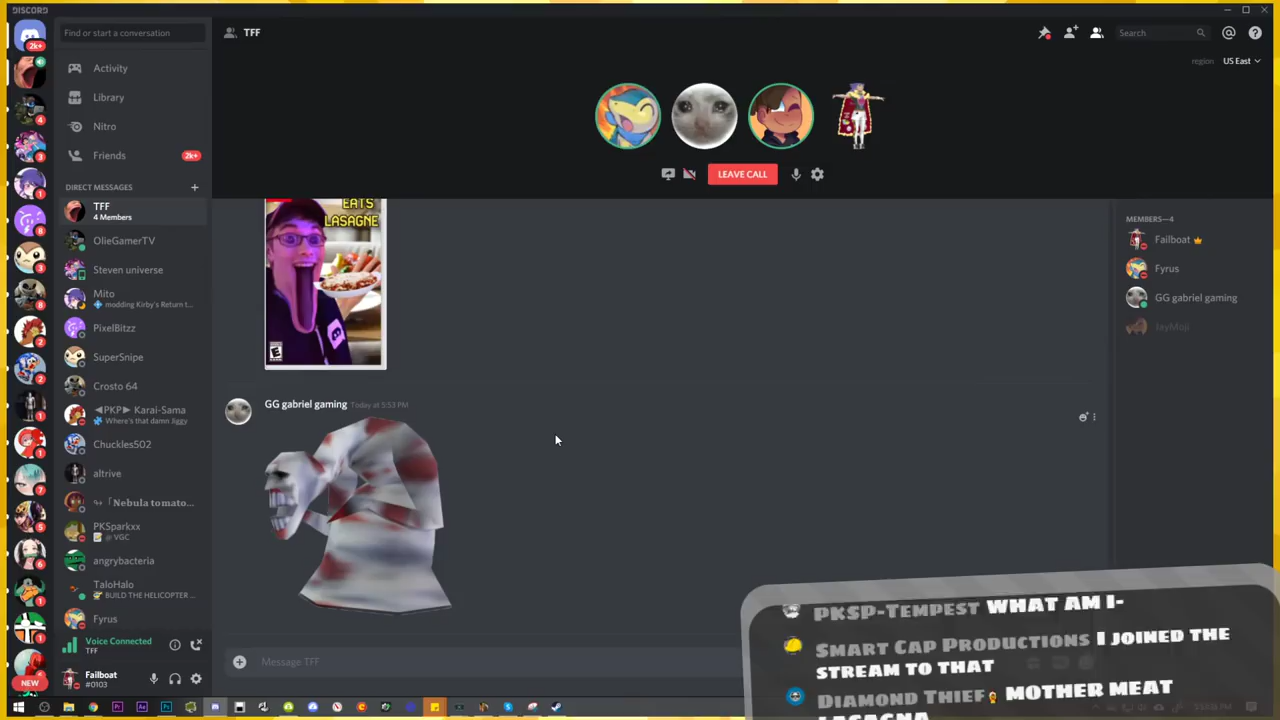 DISCORD
Find or start a conversation
TFF
Search
region US East
2k+
Activity
Library
Nitro
Friends 2k+
DIRECT MESSAGES
TFF
4 Members
OlieGamerTV
Steven universe
Mito
modding Kirby's Return t...
PixelBitzz
SuperSnipe
Crosto 64
◄PKP► Karai-Sama
Where's that damn Jiggy
Chuckles502
altrive
「Nebula tomato...
PKSparkxx
@ VGC
angrybacteria
TaloHalo
BUILD THE HELICOPTER ...
Fyrus
Voice Connected
TFF
Failboat
#0103
NEW
LEAVE CALL
EATS
LASAGNE
E
GG gabriel gaming Today at 5:53 PM
Message TFF
MEMBERS—4
Failboat
Fyrus
GG gabriel gaming
JayMoji
PKSP-TEMPEST WHAT AM I-
SMART CAP PRODUCTIONS I JOINED THE
STREAM TO THAT
DIAMOND THIEF MOTHER MEAT
LASAGNA